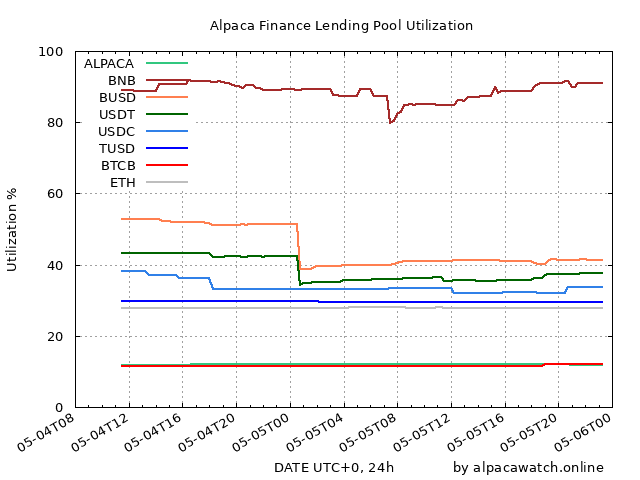 Alpaca Finance Lending Pool Utilization
100
80
60
40
20
0
Utilization %
ALPACA
BNB
BUSD
USDT
USDC
TUSD
BTCB
ETH
05-04T08
05-04T12
05-04T16
05-04T20
05-05T00
05-05T04
05-05T08
05-05T12
05-05T16
05-05T20
05-06T00
DATE UTC+0, 24h
by alpacawatch.online